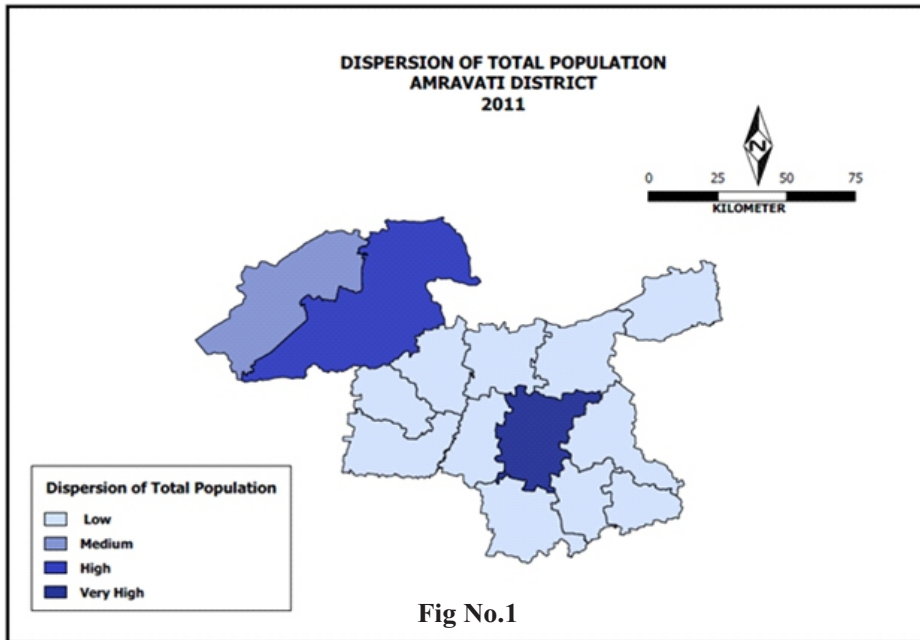 DISPERSION OF TOTAL POPULATION
AMRAVATI DISTRICT
2011
N
0 25 50 75
KILOMETER
Dispersion of Total Population
Low
Medium
High
Very High
Fig No.1